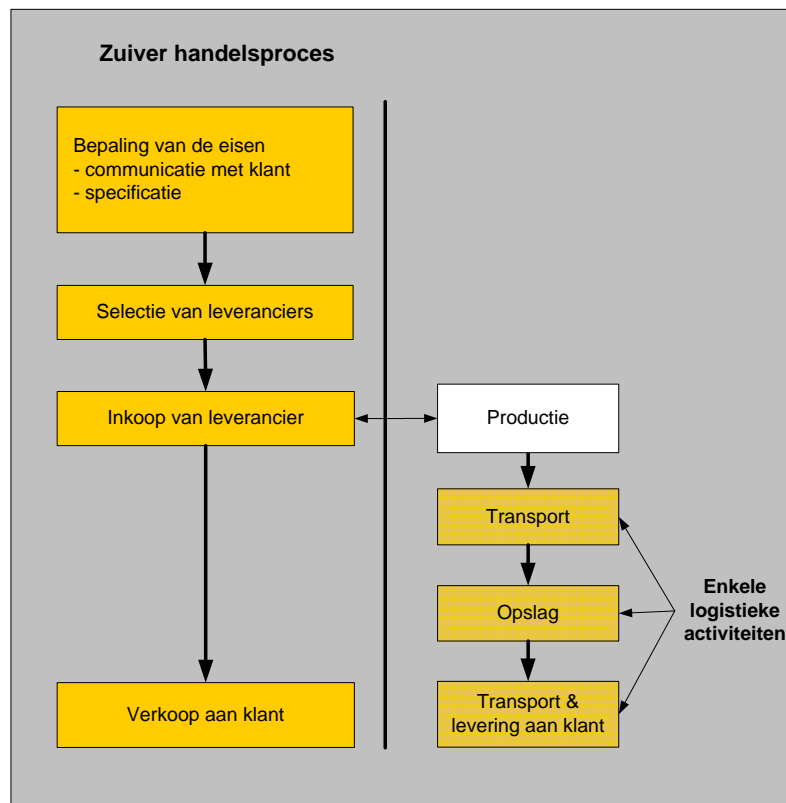 Zuiver handelsproces
Bepaling van de eisen
- communicatie met klant
- specificatie
Selectie van leveranciers
Inkoop van leverancier
Productie
Transport
Opslag
Enkele
logistieke
activiteiten
Verkoop aan klant
Transport &
levering aan klant